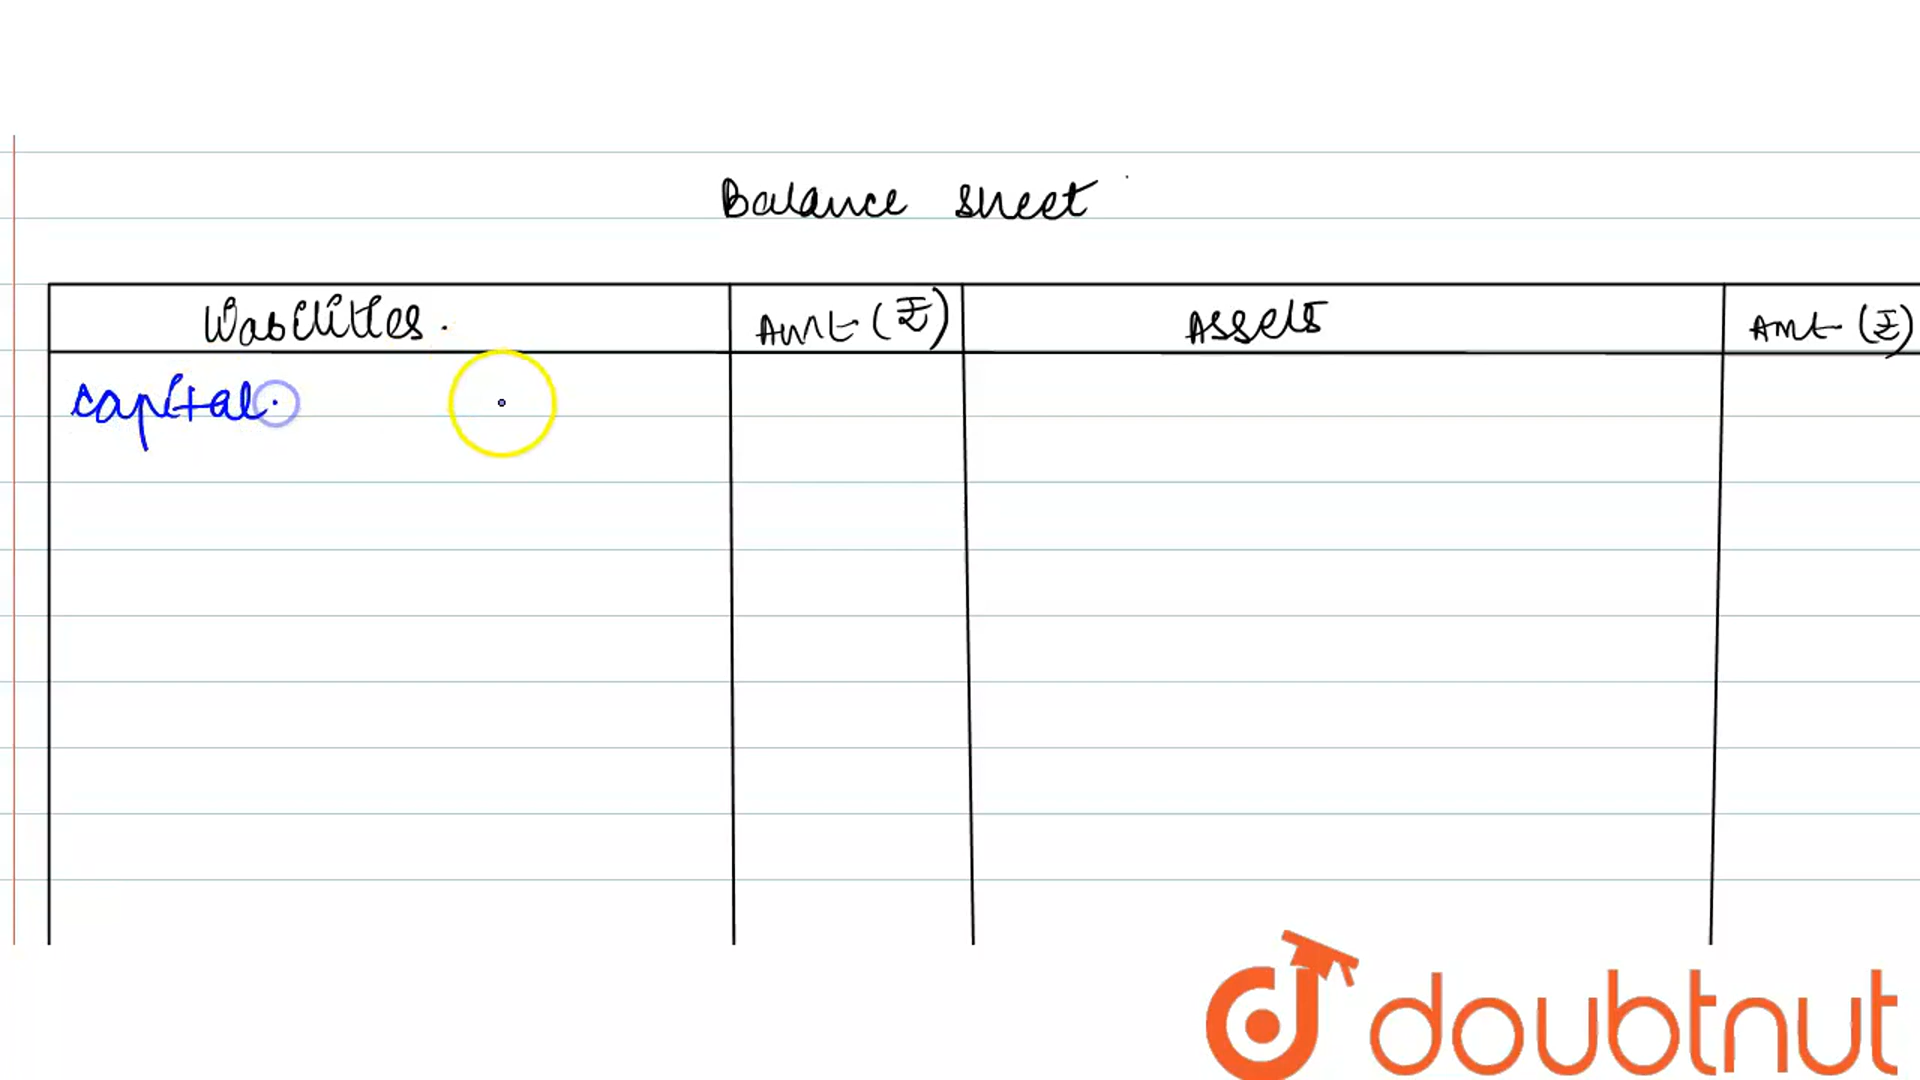 Balance sheet
Liabilities. Amt (₹) Assets Amt (₹)
capital.
doubtnut